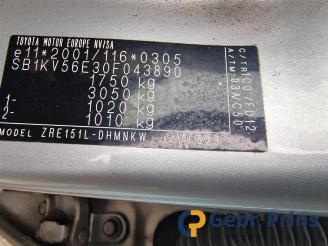 TOYOTA MOTOR EUROPE NV/SA
e11*2001/116*0305
SB1KV56E30F043890
1750 kg
3050 kg
1- 1020 kg
2- 1010 kg
MODEL ZRE151L-DHMNKW
Gebr.Prins